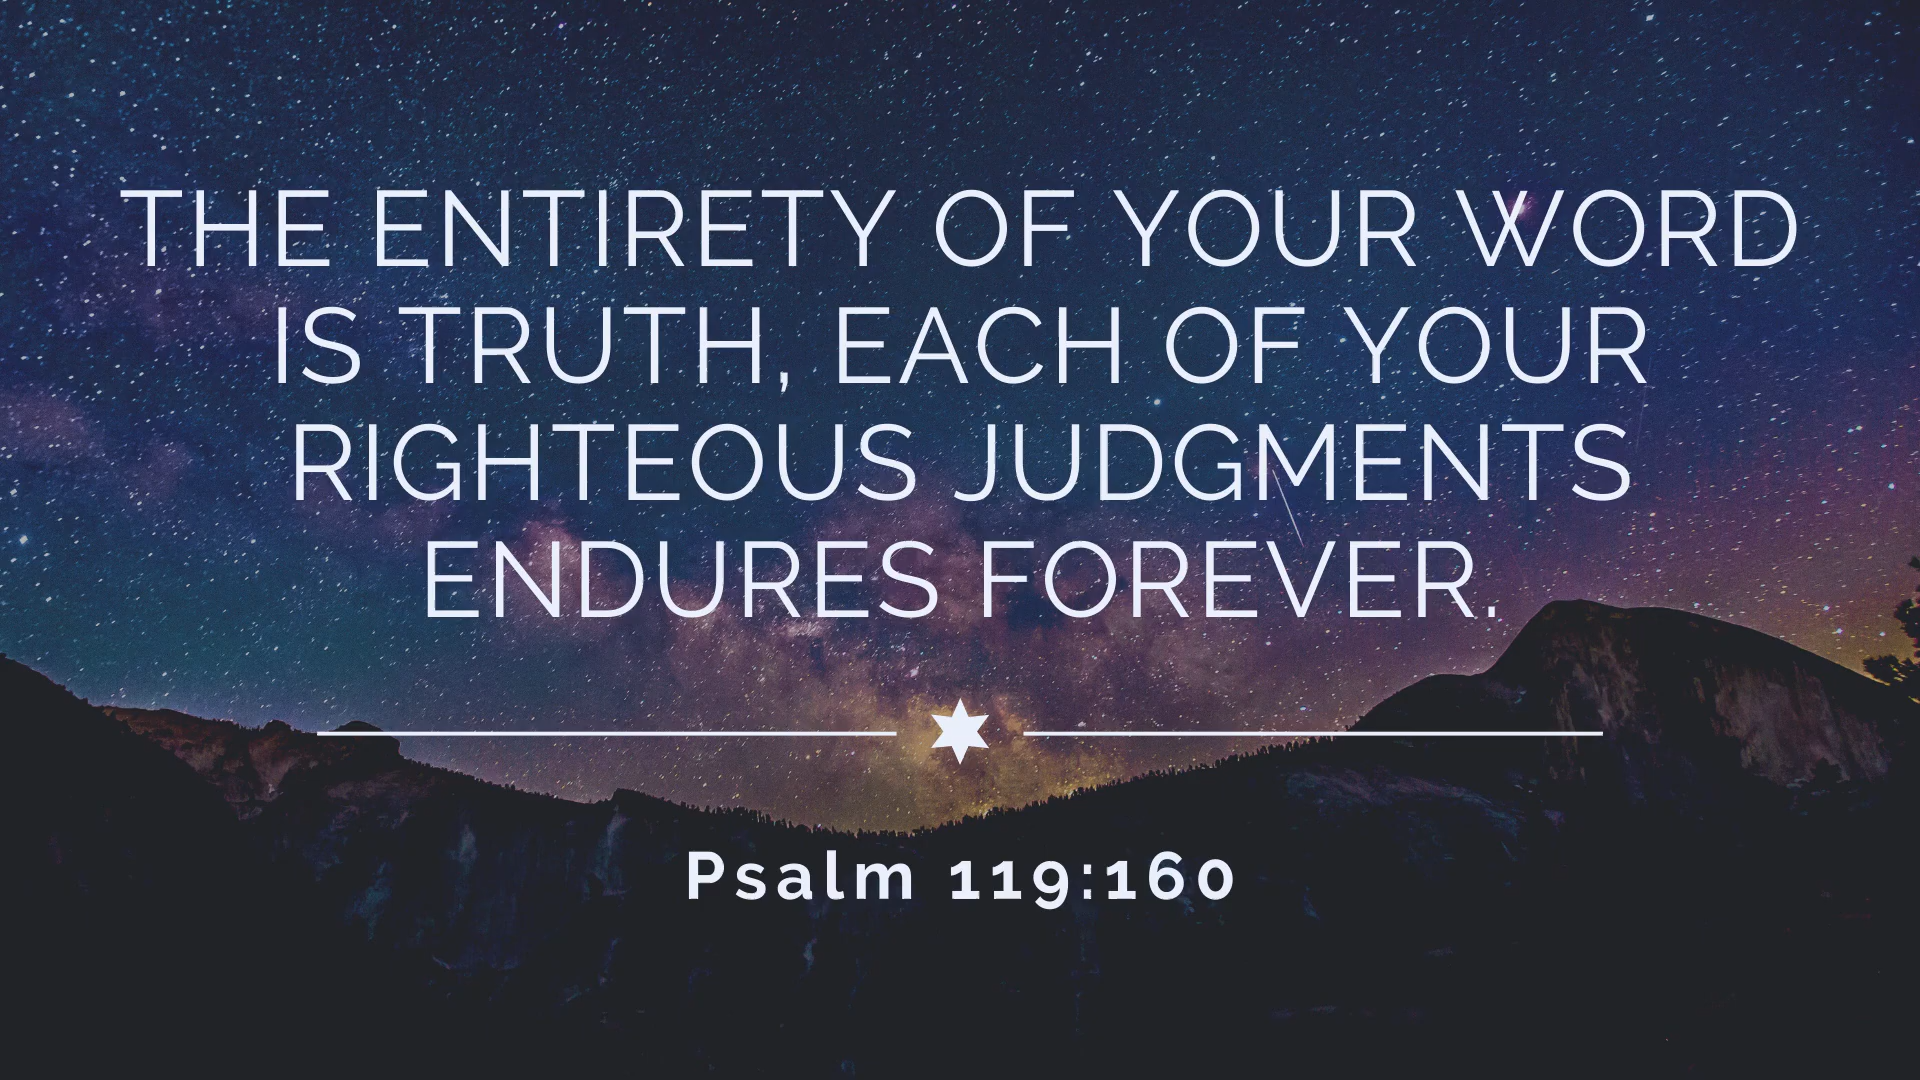 THE ENTIRETY OF YOUR WORD
IS TRUTH, EACH OF YOUR
RIGHTEOUS JUDGMENTS
ENDURES FOREVER.
Psalm 119:160